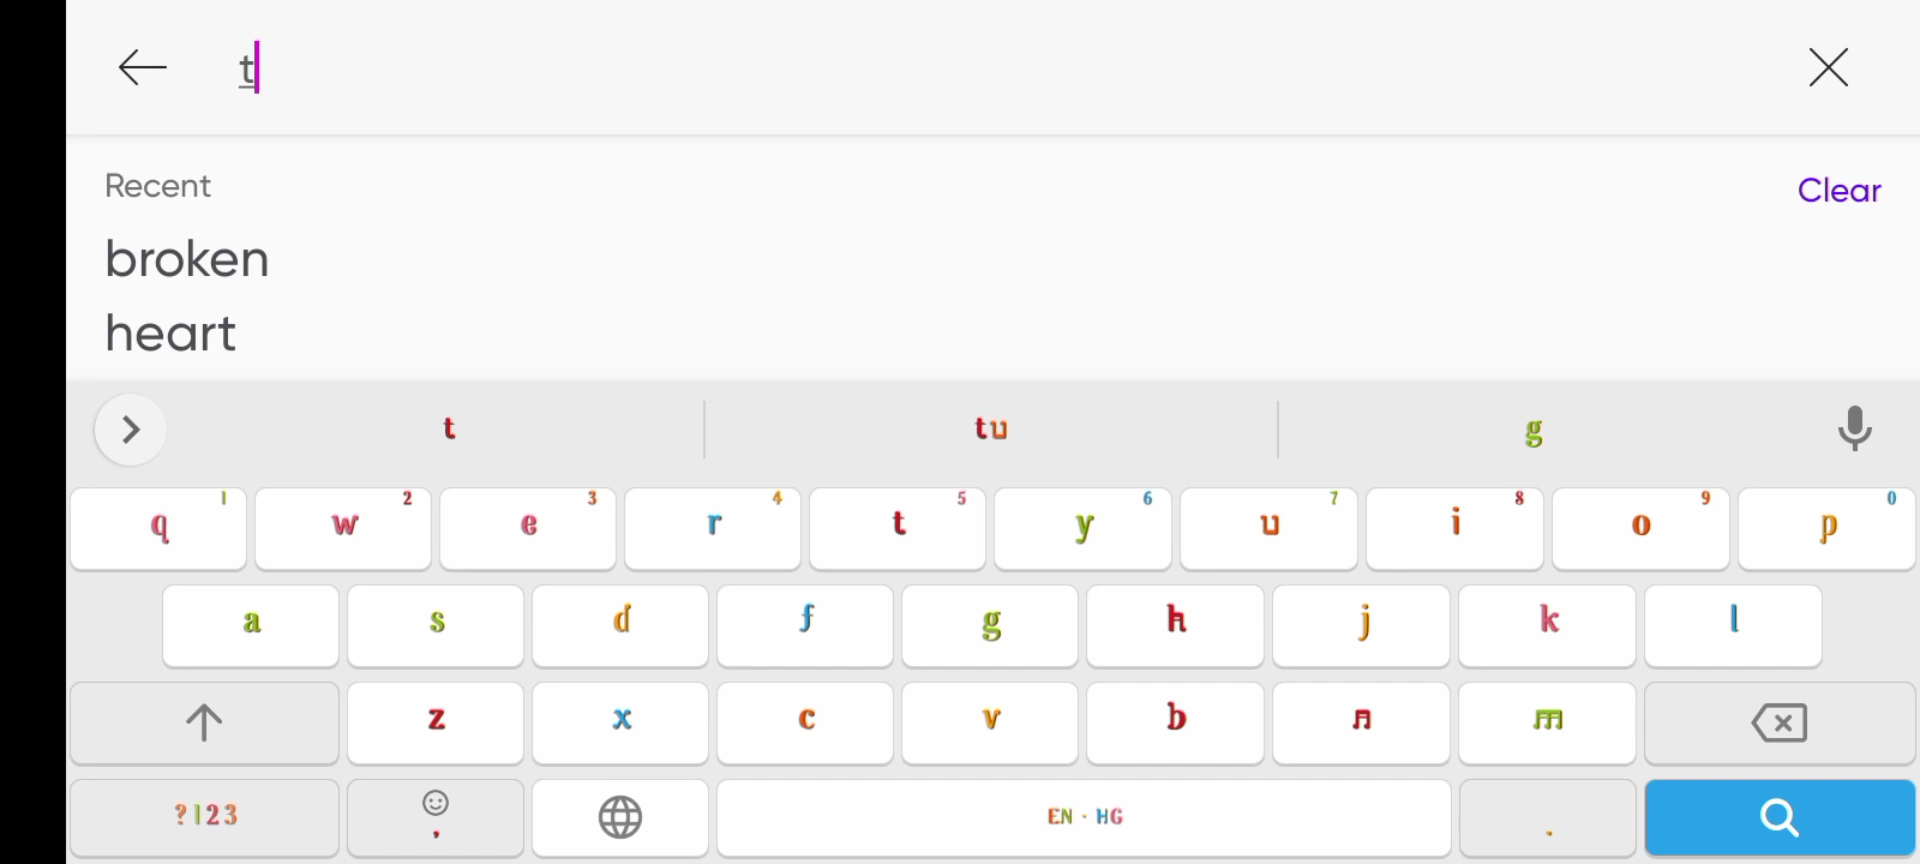 t
Recent
Clear
broken
heart
t tu g
q 1 w 2 e 3 r 4 t 5 y 6 u 7 i 8 o 9 p 0
a s d f g h j k l
z x c v b n m
?123 , EN · HG .